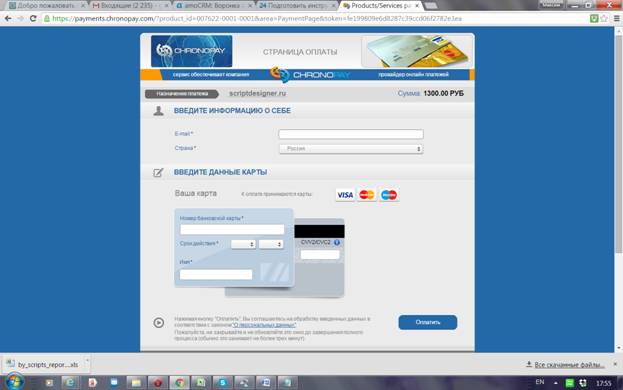 Добро пожаловать
Входящие (2 235) -
amoCRM: Воронка
Подготовить инстр
Products/Services pu
Максим
https://payments.chronopay.com/?product_id=007622-0001-0001&area=PaymentPage&token=fe199809e6d8287c39ccd06f2782e3ea
CHRONOPAY
СТРАНИЦА ОПЛАТЫ
сервис обеспечивает компания
CHRONOPAY
провайдер онлайн платежей
Назначение платежа
scriptdesigner.ru
Сумма: 1300.00 РУБ
ВВЕДИТЕ ИНФОРМАЦИЮ О СЕБЕ
E-mail*
Страна*
Россия
ВВЕДИТЕ ДАННЫЕ КАРТЫ
Ваша карта
К оплате принимаются карты:
VISA
Номер банковской карты*
Срок действия*
CVV2/CVC2
Имя*
Нажимая кнопку "Оплатить", Вы соглашаетесь на обработку введенных данных в
соответствии с законом "О персональных данных"
Пожалуйста, не закрывайте и не обновляйте это окно до завершения полного
процесса (обычно это занимает не более трех минут).
Оплатить
by_scripts_repor....xls
Все скачанные файлы...
EN
17:55